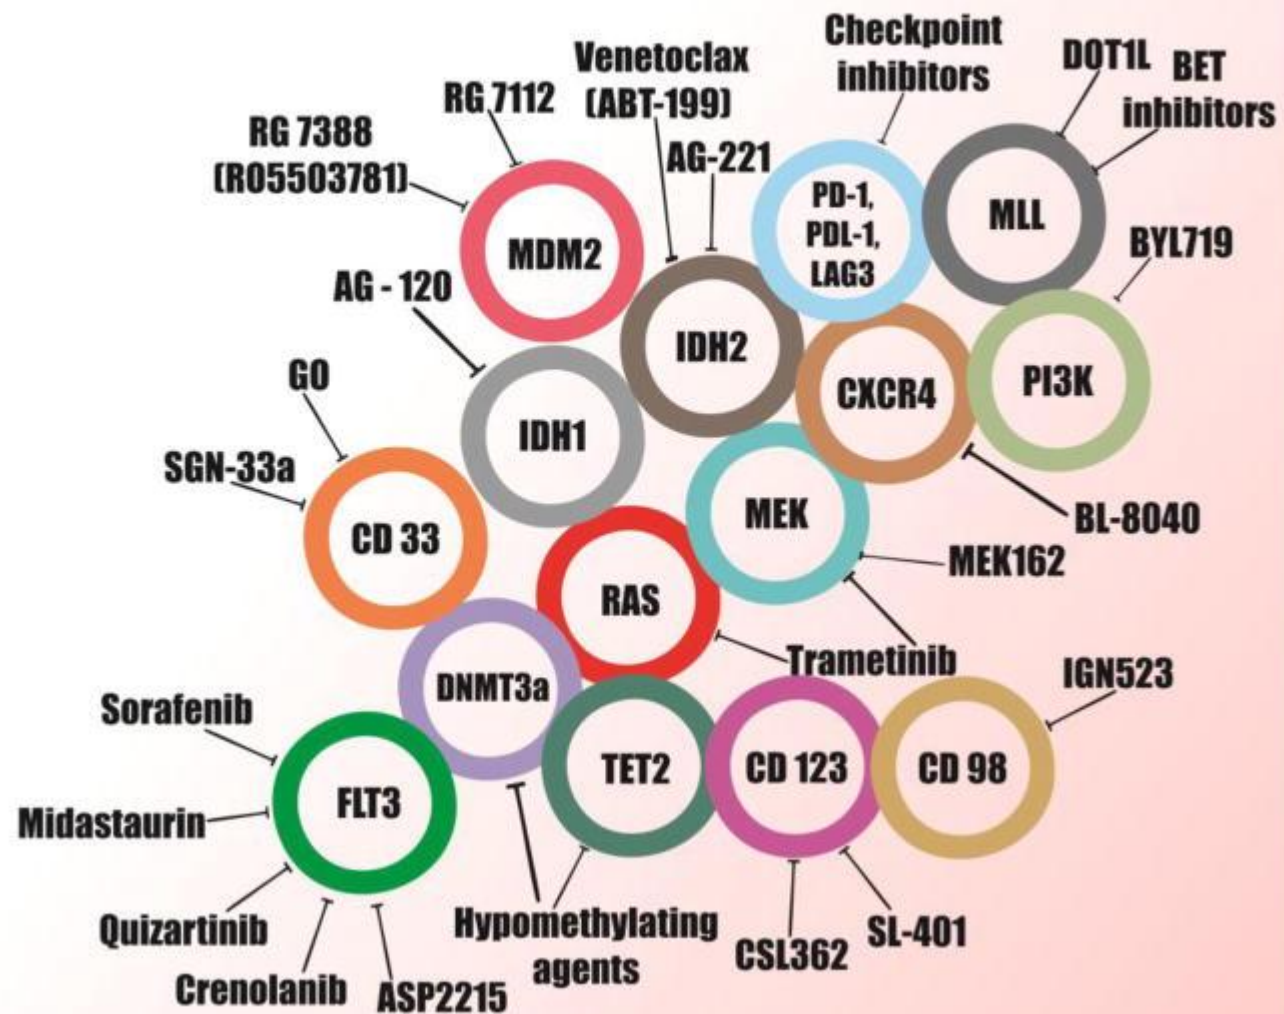 Checkpoint
inhibitors
Venetoclax
(ABT-199)
DOT1L
BET
inhibitors
RG 7112
RG 7388
(RO5503781)
AG-221
PD-1,
PDL-1,
LAG3
MLL
MDM2
BYL719
AG - 120
IDH2
CXCR4
PI3K
GO
IDH1
SGN-33a
CD 33
MEK
BL-8040
MEK162
RAS
Trametinib
IGN523
DNMT3a
Sorafenib
TET2
CD 123
CD 98
FLT3
Midastaurin
Quizartinib
Hypomethylating
agents
CSL362
SL-401
Crenolanib
ASP2215